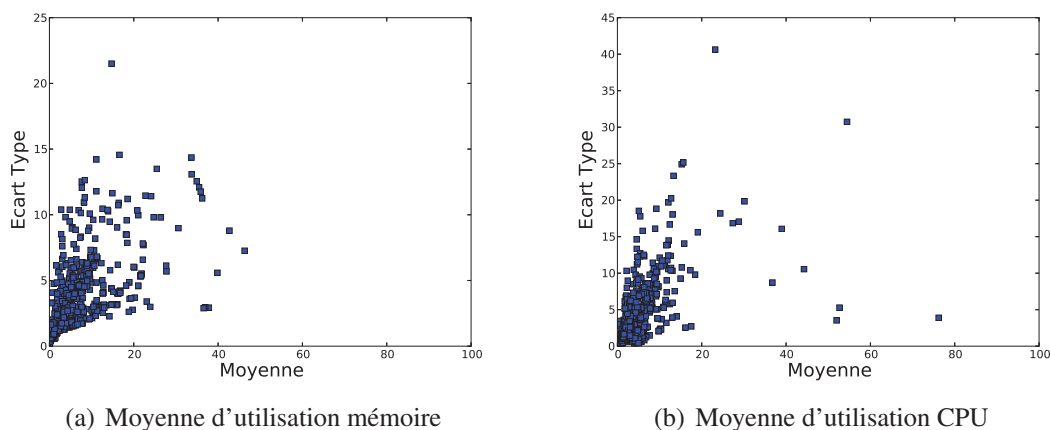 25
20
15
10
5
0
0 20 40 60 80 100
Ecart Type
Moyenne
(a) Moyenne d'utilisation mémoire
45
40
35
30
25
20
15
10
5
0
0 20 40 60 80 100
Ecart Type
Moyenne
(b) Moyenne d'utilisation CPU